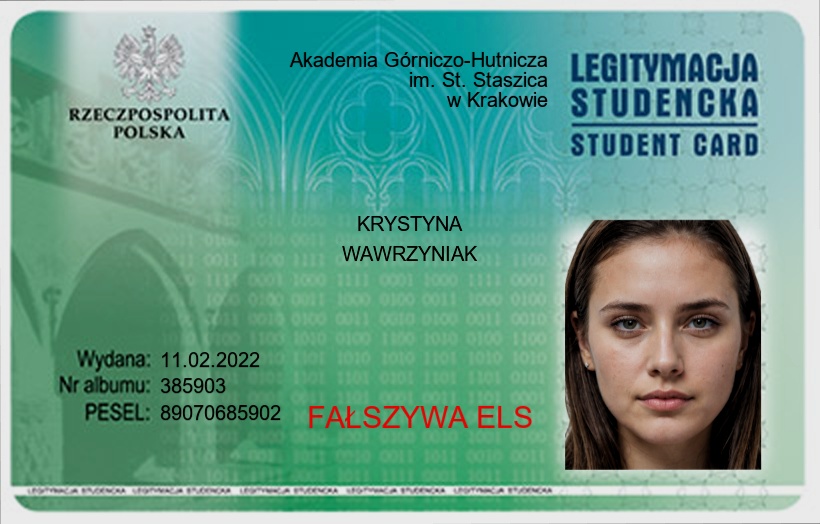 RZECZPOSPOLITA
POLSKA
Akademia Górniczo-Hutnicza
im. St. Staszica
w Krakowie
LEGITYMACJA
STUDENCKA
STUDENT CARD
KRYSTYNA
WAWRZYNIAK
Wydana: 11.02.2022
Nr albumu: 385903
PESEL: 89070685902
FAŁSZYWA ELS
LEGITYMACJA STUDENCKA LEGITYMACJA STUDENCKA LEGITYMACJA STUDENCKA LEGITYMACJA STUDENCKA LEGITYMACJA STUDENCKA